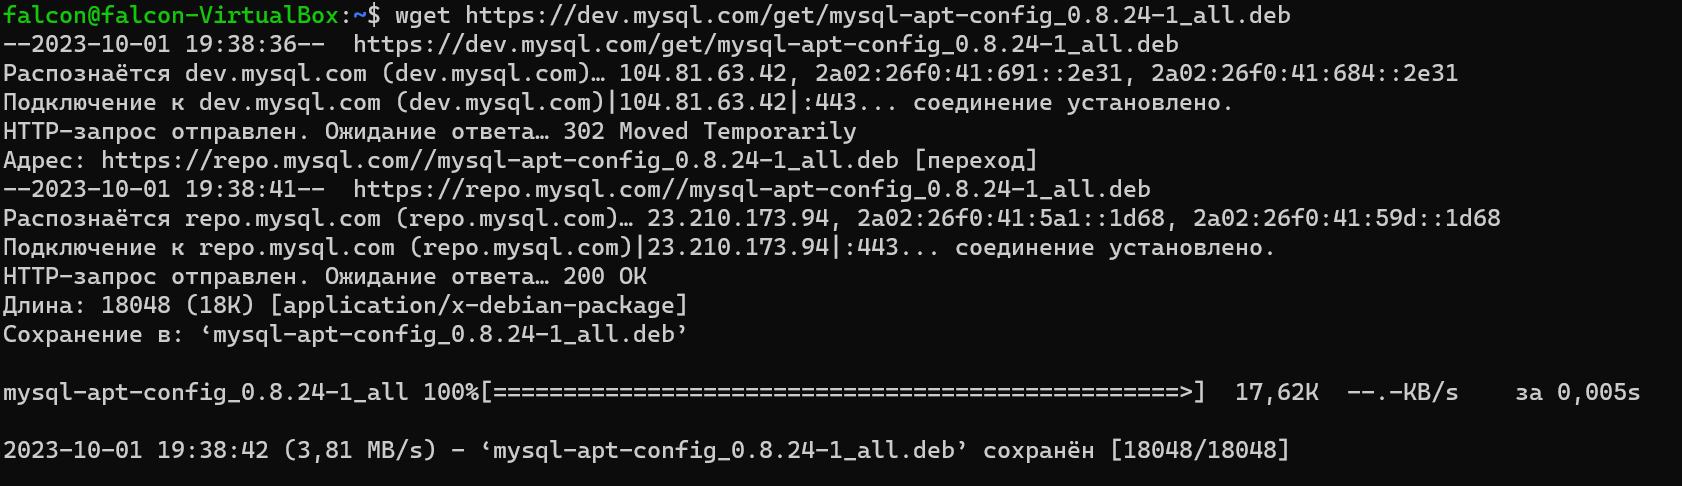 falcon@falcon-VirtualBox:~$ wget https://dev.mysql.com/get/mysql-apt-config_0.8.24-1_all.deb
--2023-10-01 19:38:36--  https://dev.mysql.com/get/mysql-apt-config_0.8.24-1_all.deb
Распознаётся dev.mysql.com (dev.mysql.com)… 104.81.63.42, 2a02:26f0:41:691::2e31, 2a02:26f0:41:684::2e31
Подключение к dev.mysql.com (dev.mysql.com)|104.81.63.42|:443... соединение установлено.
HTTP-запрос отправлен. Ожидание ответа… 302 Moved Temporarily
Адрес: https://repo.mysql.com//mysql-apt-config_0.8.24-1_all.deb [переход]
--2023-10-01 19:38:41--  https://repo.mysql.com//mysql-apt-config_0.8.24-1_all.deb
Распознаётся repo.mysql.com (repo.mysql.com)… 23.210.173.94, 2a02:26f0:41:5a1::1d68, 2a02:26f0:41:59d::1d68
Подключение к repo.mysql.com (repo.mysql.com)|23.210.173.94|:443... соединение установлено.
HTTP-запрос отправлен. Ожидание ответа… 200 OK
Длина: 18048 (18K) [application/x-debian-package]
Сохранение в: ‘mysql-apt-config_0.8.24-1_all.deb’
mysql-apt-config_0.8.24-1_all 100%[=================================================>]  17,62K  --.-KB/s    за 0,005s
2023-10-01 19:38:42 (3,81 MB/s) - ‘mysql-apt-config_0.8.24-1_all.deb’ сохранён [18048/18048]